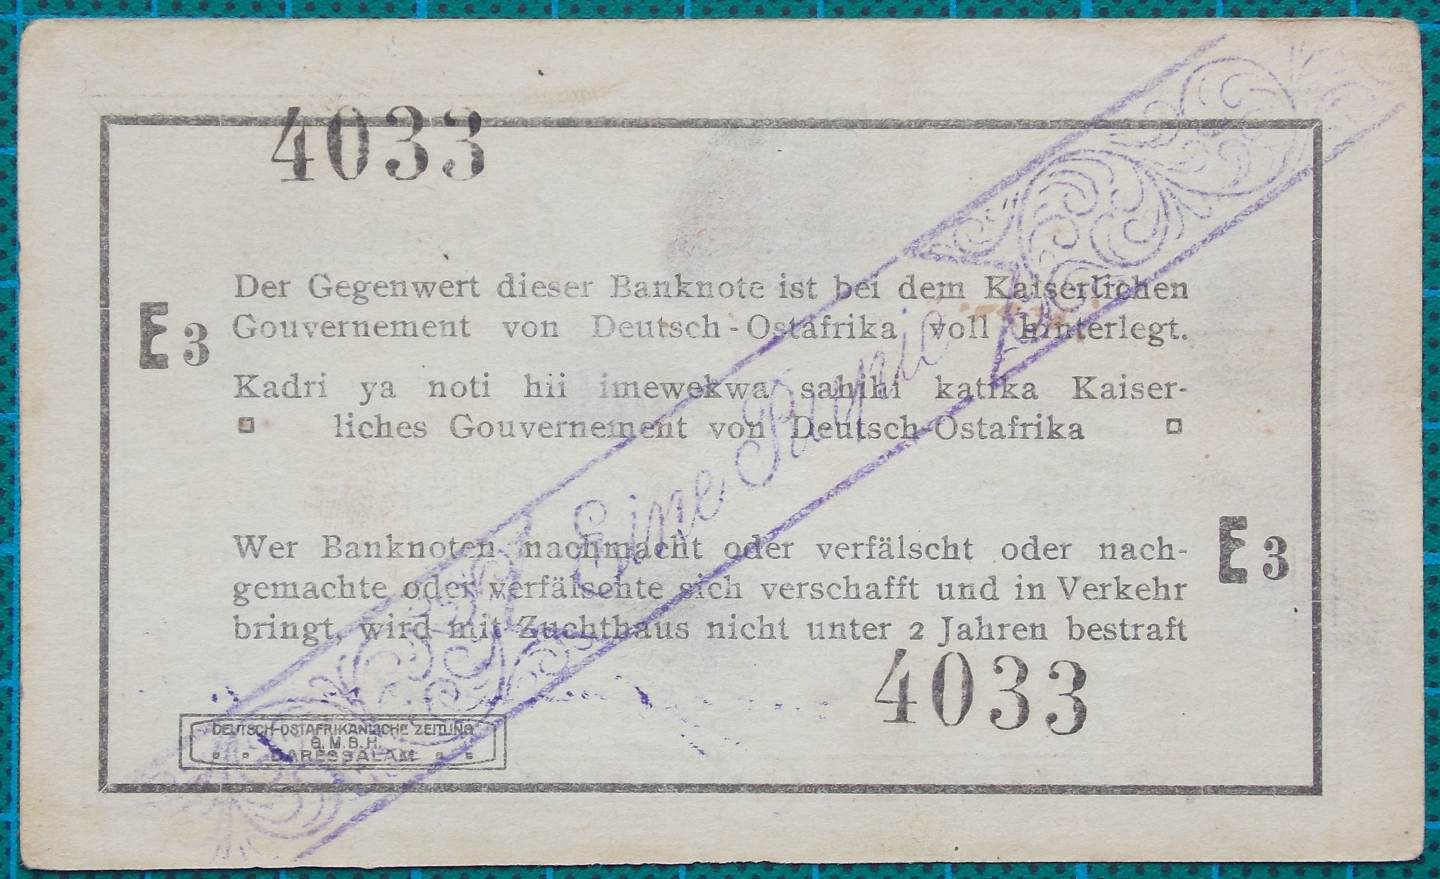 4033
Der Gegenwert dieser Banknote ist bei dem Kaiserlichen
E3 Gouvernement von Deutsch-Ostafrika voll hinterlegt.
Kadri ya noti hii imewekwa sahihi katika Kaiser-
liches Gouvernement von Deutsch-Ostafrika
Eine Rupie
Wer Banknoten nachmacht oder verfälscht oder nach-
E3
gemachte oder verfälschte sich verschafft und in Verkehr
bringt, wird mit Zuchthaus nicht unter 2 Jahren bestraft
4033
DEUTSCH-OSTAFRIKANISCHE ZEITUNG
G.M.B.H.
DARESSALAM